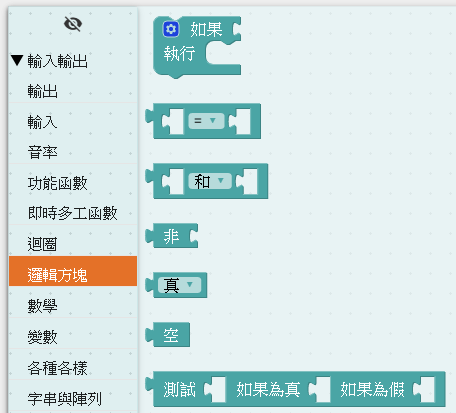 輸入輸出
輸出
輸入
音率
功能函數
即時多工函數
迴圈
邏輯方塊
數學
變數
各種各樣
字串與陣列
如果
執行
=
和
非
真
空
測試 如果為真 如果為假